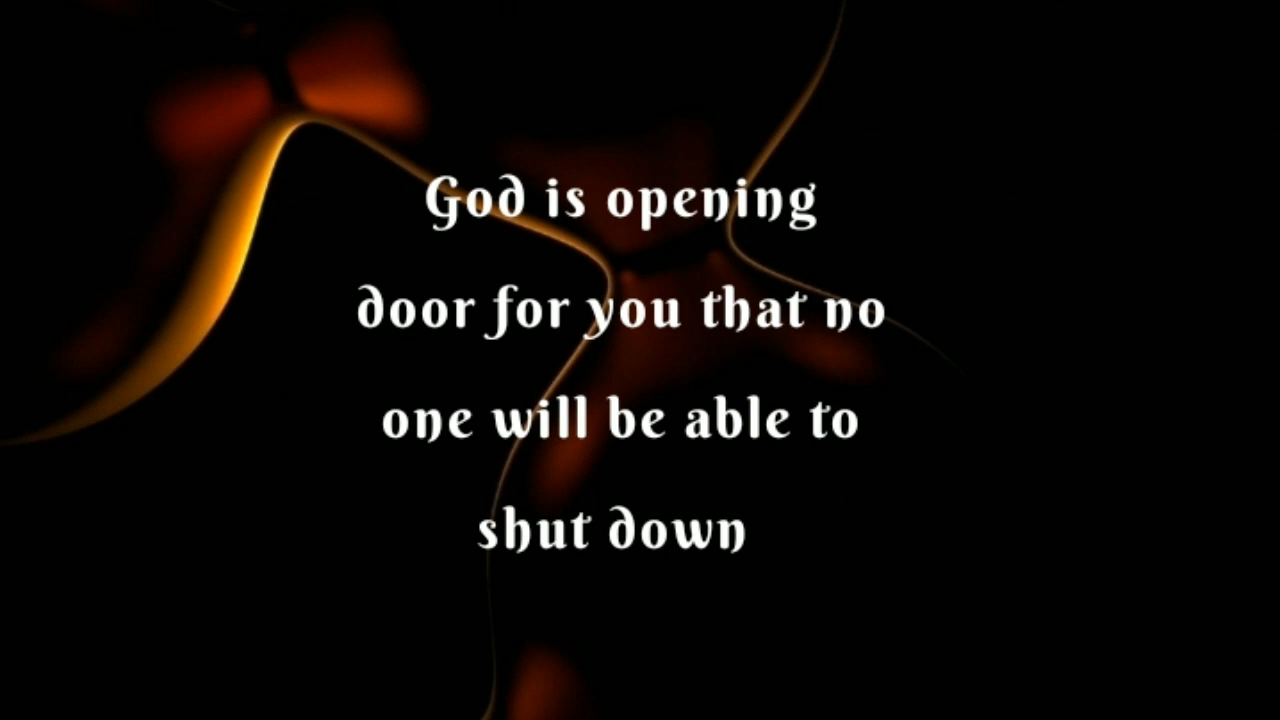 God is opening
door for you that no
one will be able to
shut down